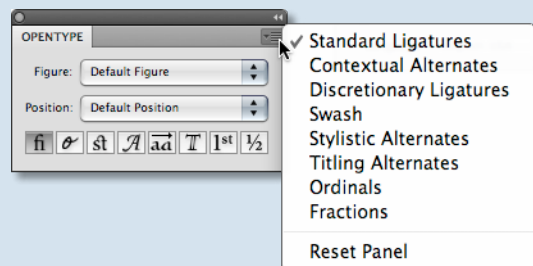 OPENTYPE
Figure: Default Figure
Position: Default Position
fi o st A aa T 1st ½
Standard Ligatures
Contextual Alternates
Discretionary Ligatures
Swash
Stylistic Alternates
Titling Alternates
Ordinals
Fractions
Reset Panel